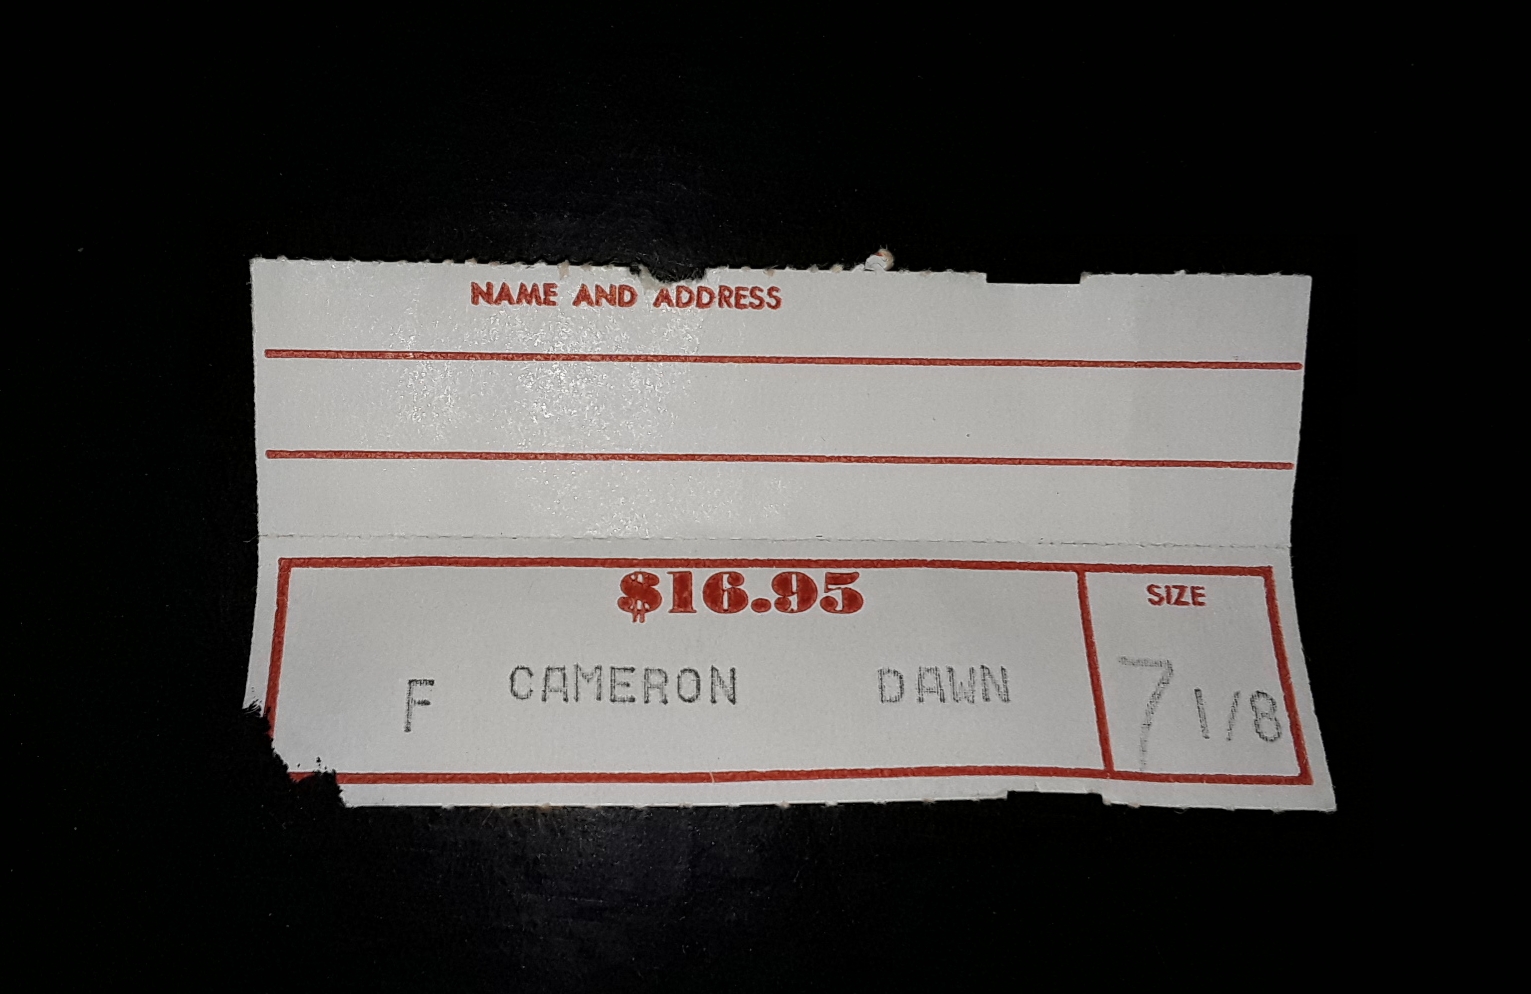 NAME AND ADDRESS
$16.95
SIZE
F CAMERON DAWN
7 1/8